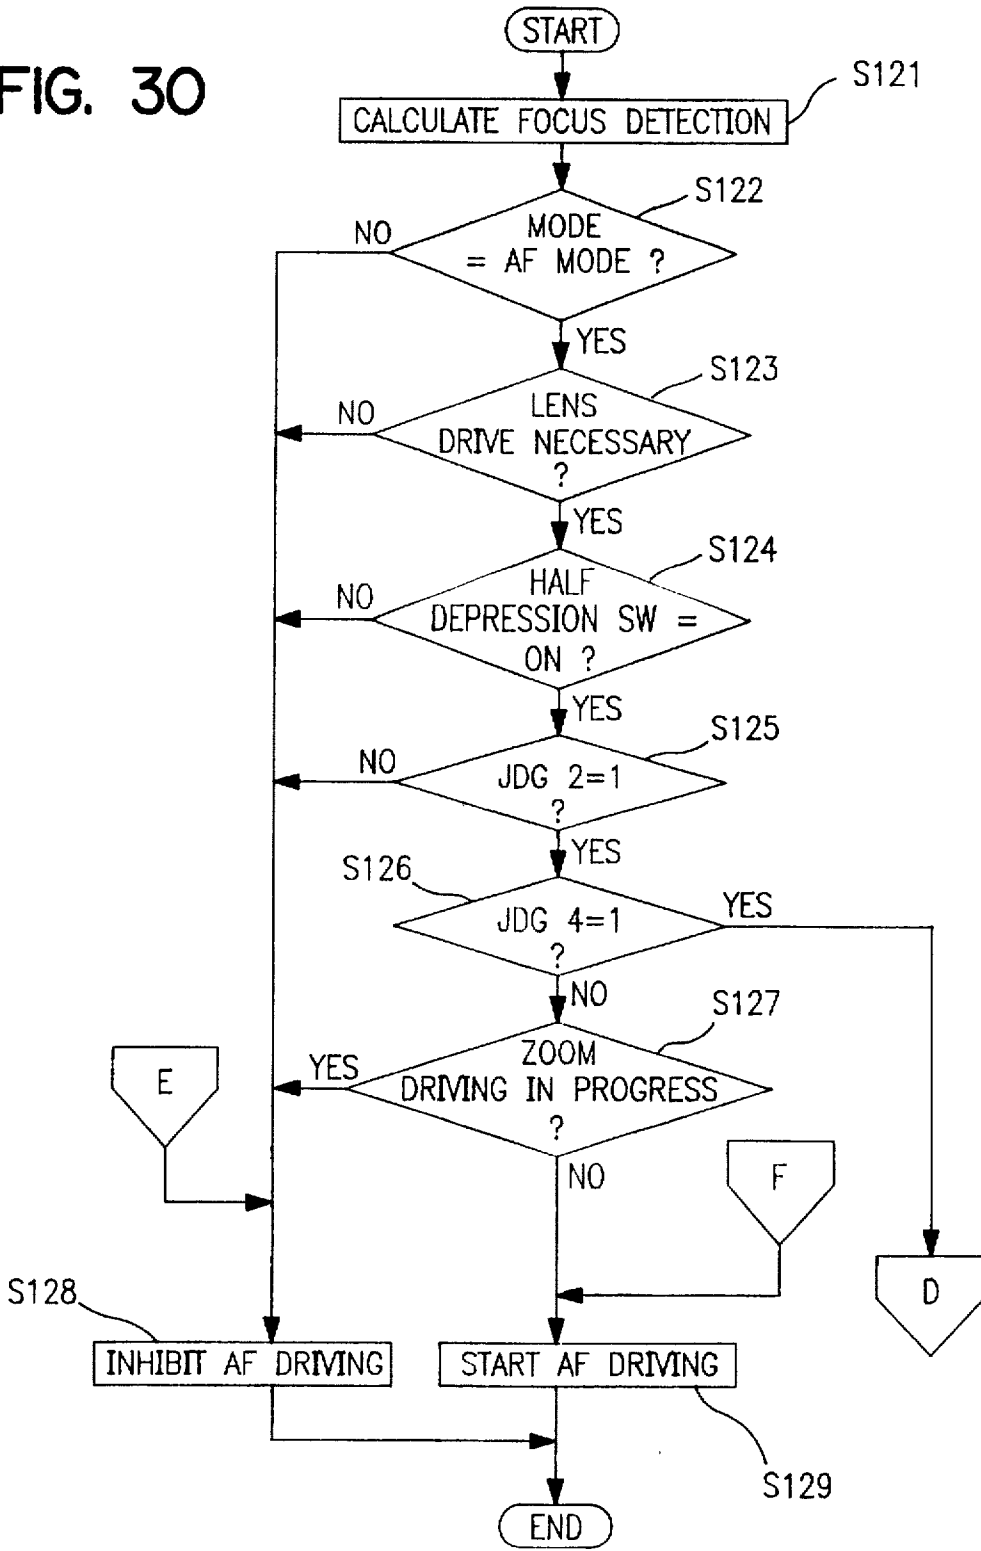 START
FIG. 30
S121
CALCULATE FOCUS DETECTION
S122
NO
MODE
= AF MODE ?
YES
S123
NO
LENS
DRIVE NECESSARY
?
YES
S124
NO
HALF
DEPRESSION SW =
ON ?
YES
S125
NO
JDG 2=1
?
YES
S126
YES
JDG 4=1
?
NO
S127
YES
ZOOM
DRIVING IN PROGRESS
?
E
NO
F
D
S128
INHIBIT AF DRIVING
START AF DRIVING
S129
END